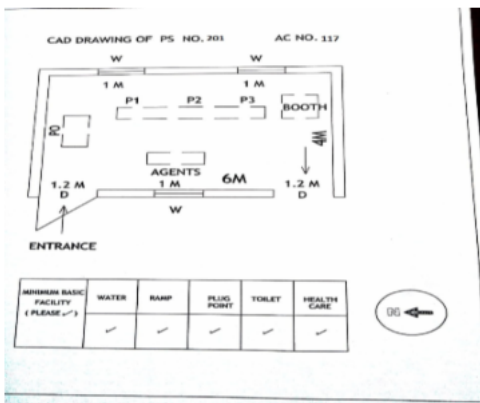 CAD DRAWING OF PS NO. 201 AC NO. 117
W W
1 M 1 M
P1 P2 P3
BOOTH
PO
4M
AGENTS
1.2 M 1 M 6M 1.2 M
D D
W
ENTRANCE
MINIMUM BASIC FACILITY (PLEASE ✓) WATER RAMP PLUG POINT TOILET HEALTH CARE
✓ ✓ ✓ ✓ ✓
N